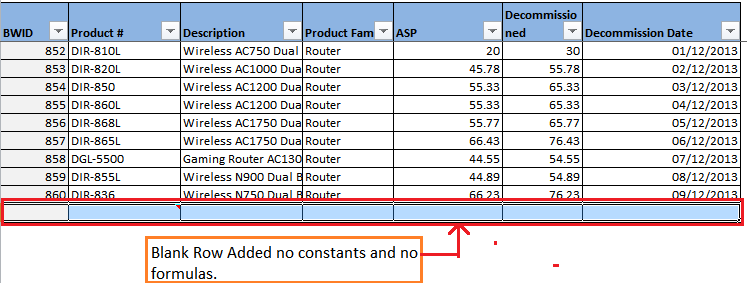 BWID Product # Description Product Fam ASP Decommissio ned Decommission Date
852 DIR-810L Wireless AC750 Dual Router 20 30 01/12/2013
853 DIR-820L Wireless AC1000 Dua Router 45.78 55.78 02/12/2013
854 DIR-850 Wireless AC1200 Dua Router 55.33 65.33 03/12/2013
855 DIR-860L Wireless AC1200 Dua Router 55.33 65.33 04/12/2013
856 DIR-868L Wireless AC1750 Dua Router 55.77 65.77 05/12/2013
857 DIR-865L Wireless AC1750 Dua Router 66.43 76.43 06/12/2013
858 DGL-5500 Gaming Router AC130 Router 44.55 54.55 07/12/2013
859 DIR-855L Wireless N900 Dual B Router 44.89 54.89 08/12/2013
860 DIR-836 Wireless N750 Dual B Router 66.23 76.23 09/12/2013
Blank Row Added no constants and no
formulas.